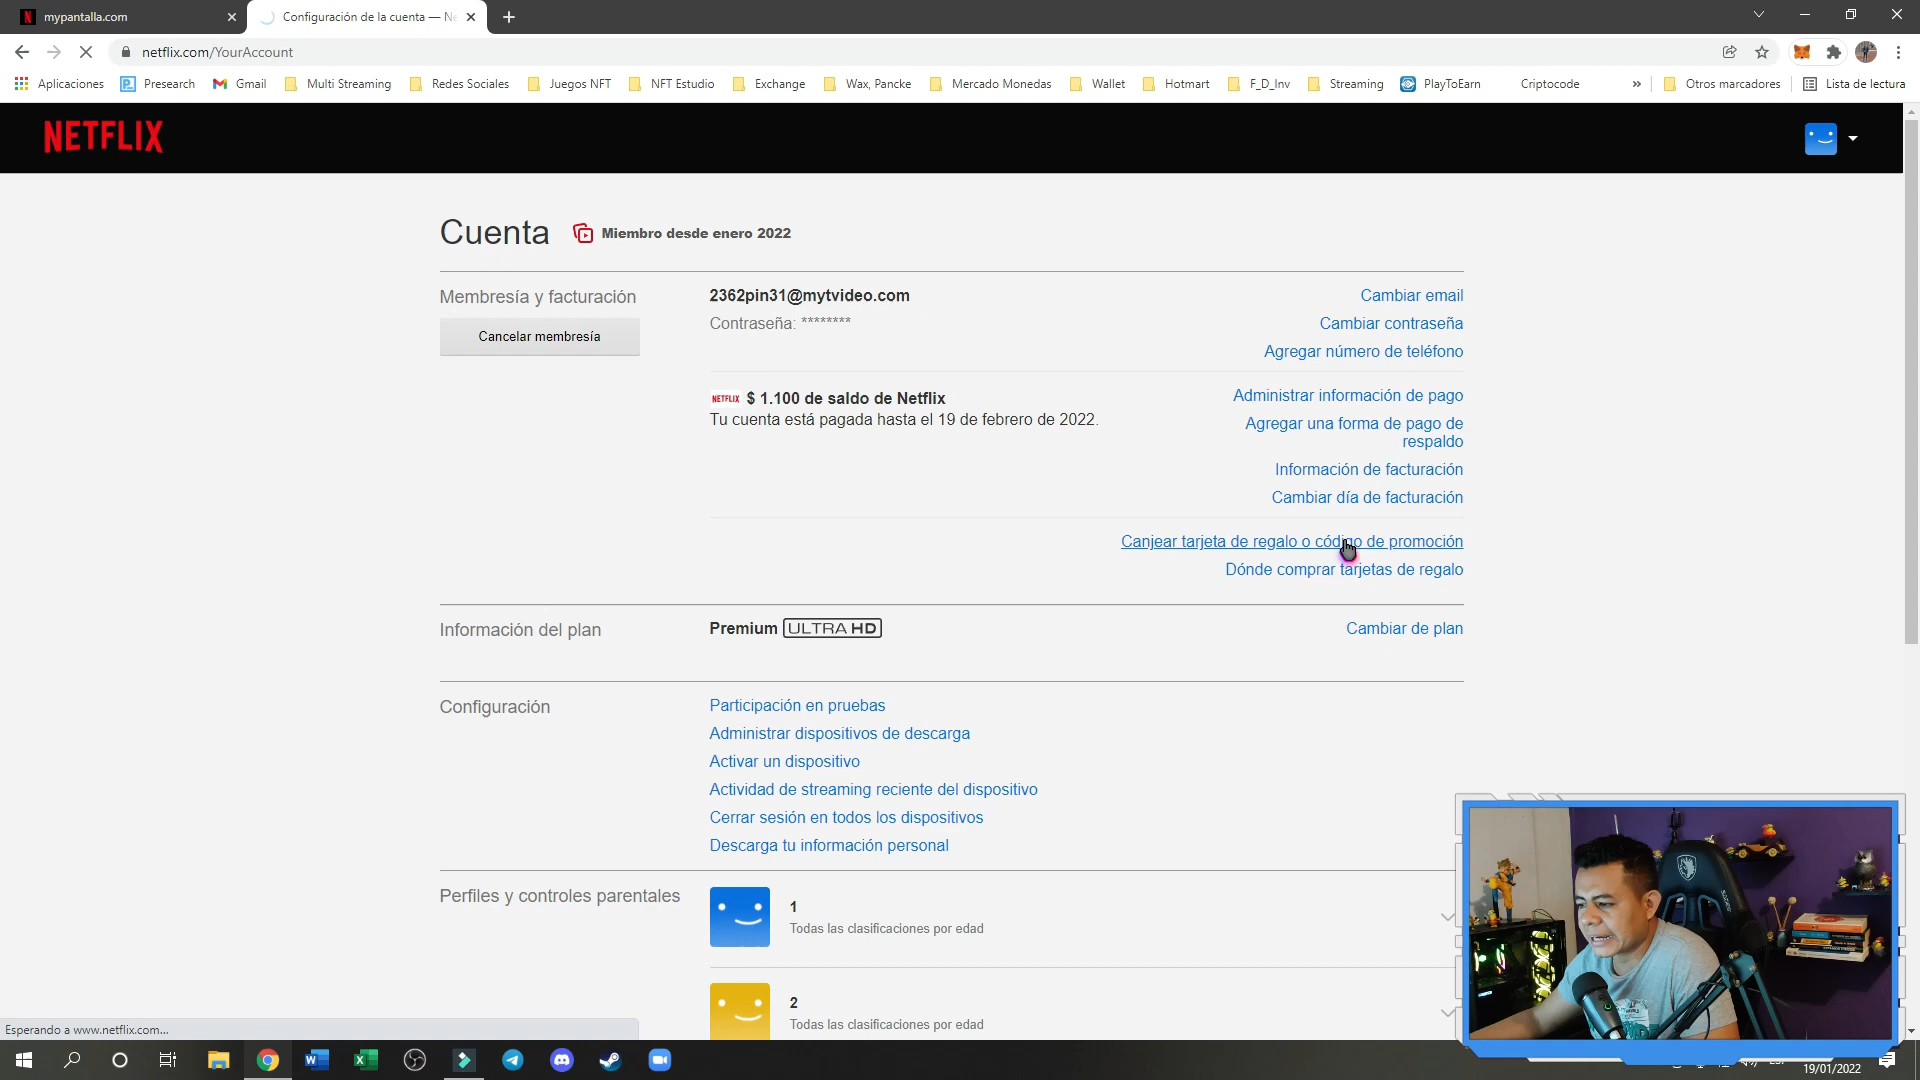 mypantalla.com
Configuración de la cuenta — Ne
netflix.com/YourAccount
Aplicaciones
Presearch
Gmail
Multi Streaming
Redes Sociales
Juegos NFT
NFT Estudio
Exchange
Wax, Pancke
Mercado Monedas
Wallet
Hotmart
F_D_Inv
Streaming
PlayToEarn
Criptocode
»
Otros marcadores
Lista de lectura
NETFLIX
Cuenta
Miembro desde enero 2022
Membresía y facturación
Cancelar membresía
2362pin31@mytvideo.com
Contraseña: ********
Cambiar email
Cambiar contraseña
Agregar número de teléfono
NETFLIX $ 1.100 de saldo de Netflix
Tu cuenta está pagada hasta el 19 de febrero de 2022.
Administrar información de pago
Agregar una forma de pago de
respaldo
Información de facturación
Cambiar día de facturación
Canjear tarjeta de regalo o código de promoción
Dónde comprar tarjetas de regalo
Información del plan
Premium ULTRA HD
Cambiar de plan
Configuración
Participación en pruebas
Administrar dispositivos de descarga
Activar un dispositivo
Actividad de streaming reciente del dispositivo
Cerrar sesión en todos los dispositivos
Descarga tu información personal
Perfiles y controles parentales
1
Todas las clasificaciones por edad
2
Todas las clasificaciones por edad
Esperando a www.netflix.com...
19/01/2022